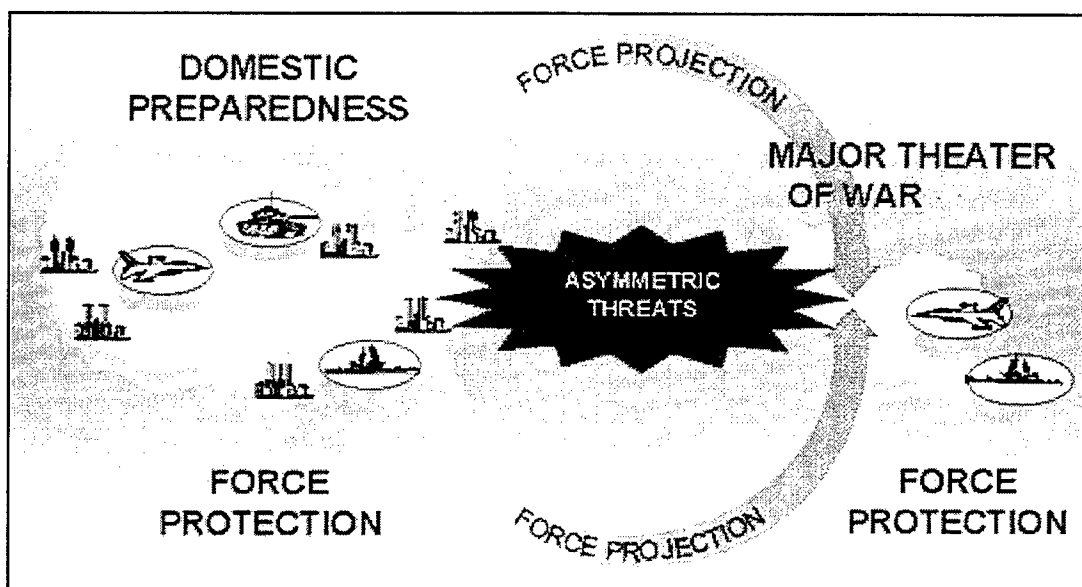 DOMESTIC
PREPAREDNESS
FORCE PROJECTION
MAJOR THEATER
OF WAR
ASYMMETRIC
THREATS
FORCE
PROTECTION
FORCE PROJECTION
FORCE
PROTECTION